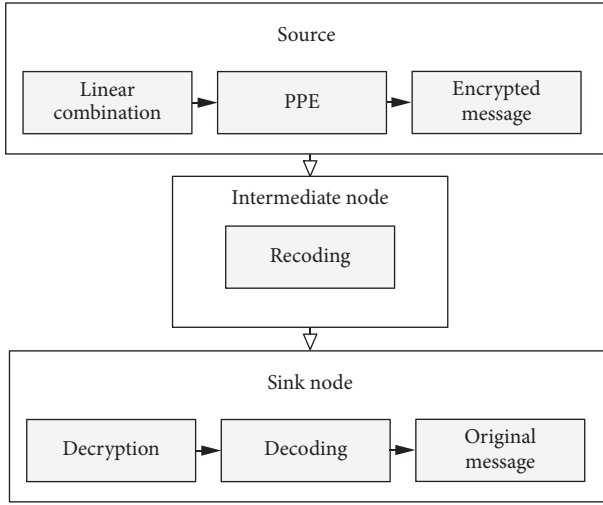 Source
Linear
combination
PPE
Encrypted
message
Intermediate node
Recoding
Sink node
Decryption
Decoding
Original
message